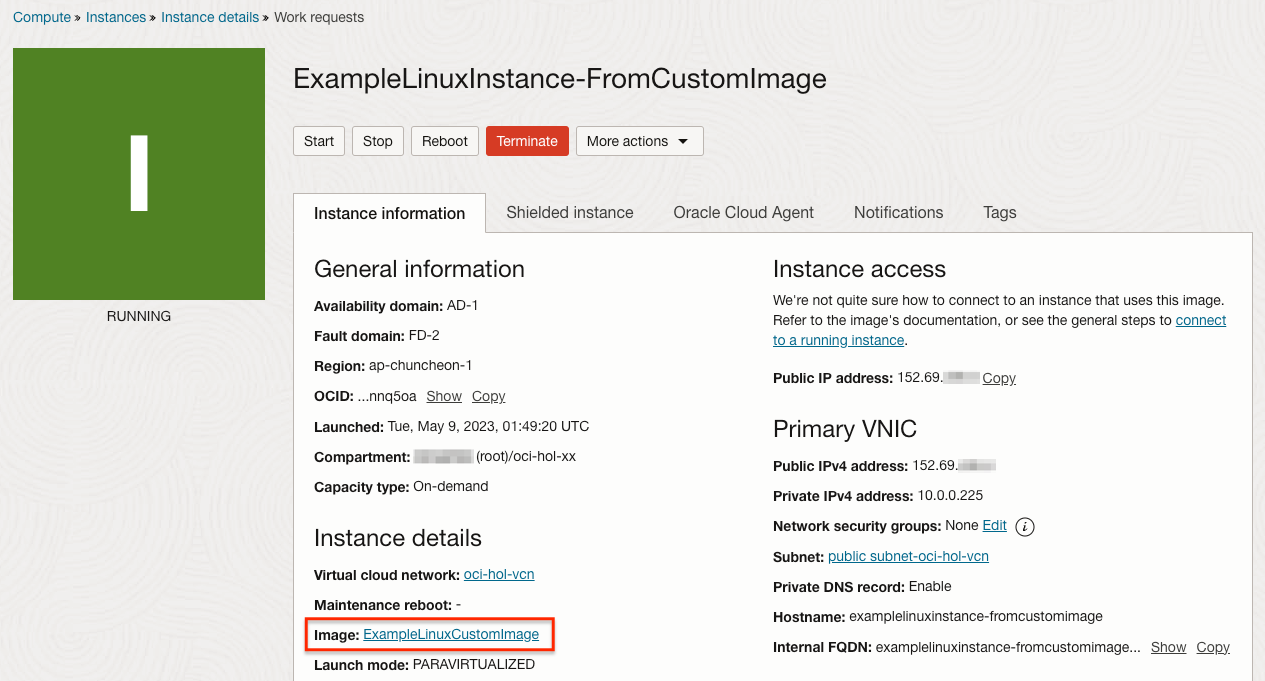 Compute » Instances » Instance details » Work requests
I
RUNNING
ExampleLinuxInstance-FromCustomImage
Start Stop Reboot Terminate More actions
Instance information Shielded instance Oracle Cloud Agent Notifications Tags
General information
Availability domain: AD-1
Fault domain: FD-2
Region: ap-chuncheon-1
OCID: ...nnq5oa Show Copy
Launched: Tue, May 9, 2023, 01:49:20 UTC
Compartment: (root)/oci-hol-xx
Capacity type: On-demand
Instance details
Virtual cloud network: oci-hol-vcn
Maintenance reboot: -
Image: ExampleLinuxCustomImage
Launch mode: PARAVIRTUALIZED
Instance access
We're not quite sure how to connect to an instance that uses this image.
Refer to the image's documentation, or see the general steps to connect
to a running instance.
Public IP address: 152.69. Copy
Primary VNIC
Public IPv4 address: 152.69.
Private IPv4 address: 10.0.0.225
Network security groups: None Edit i
Subnet: public subnet-oci-hol-vcn
Private DNS record: Enable
Hostname: examplelinuxinstance-fromcustomimage
Internal FQDN: examplelinuxinstance-fromcustomimage... Show Copy